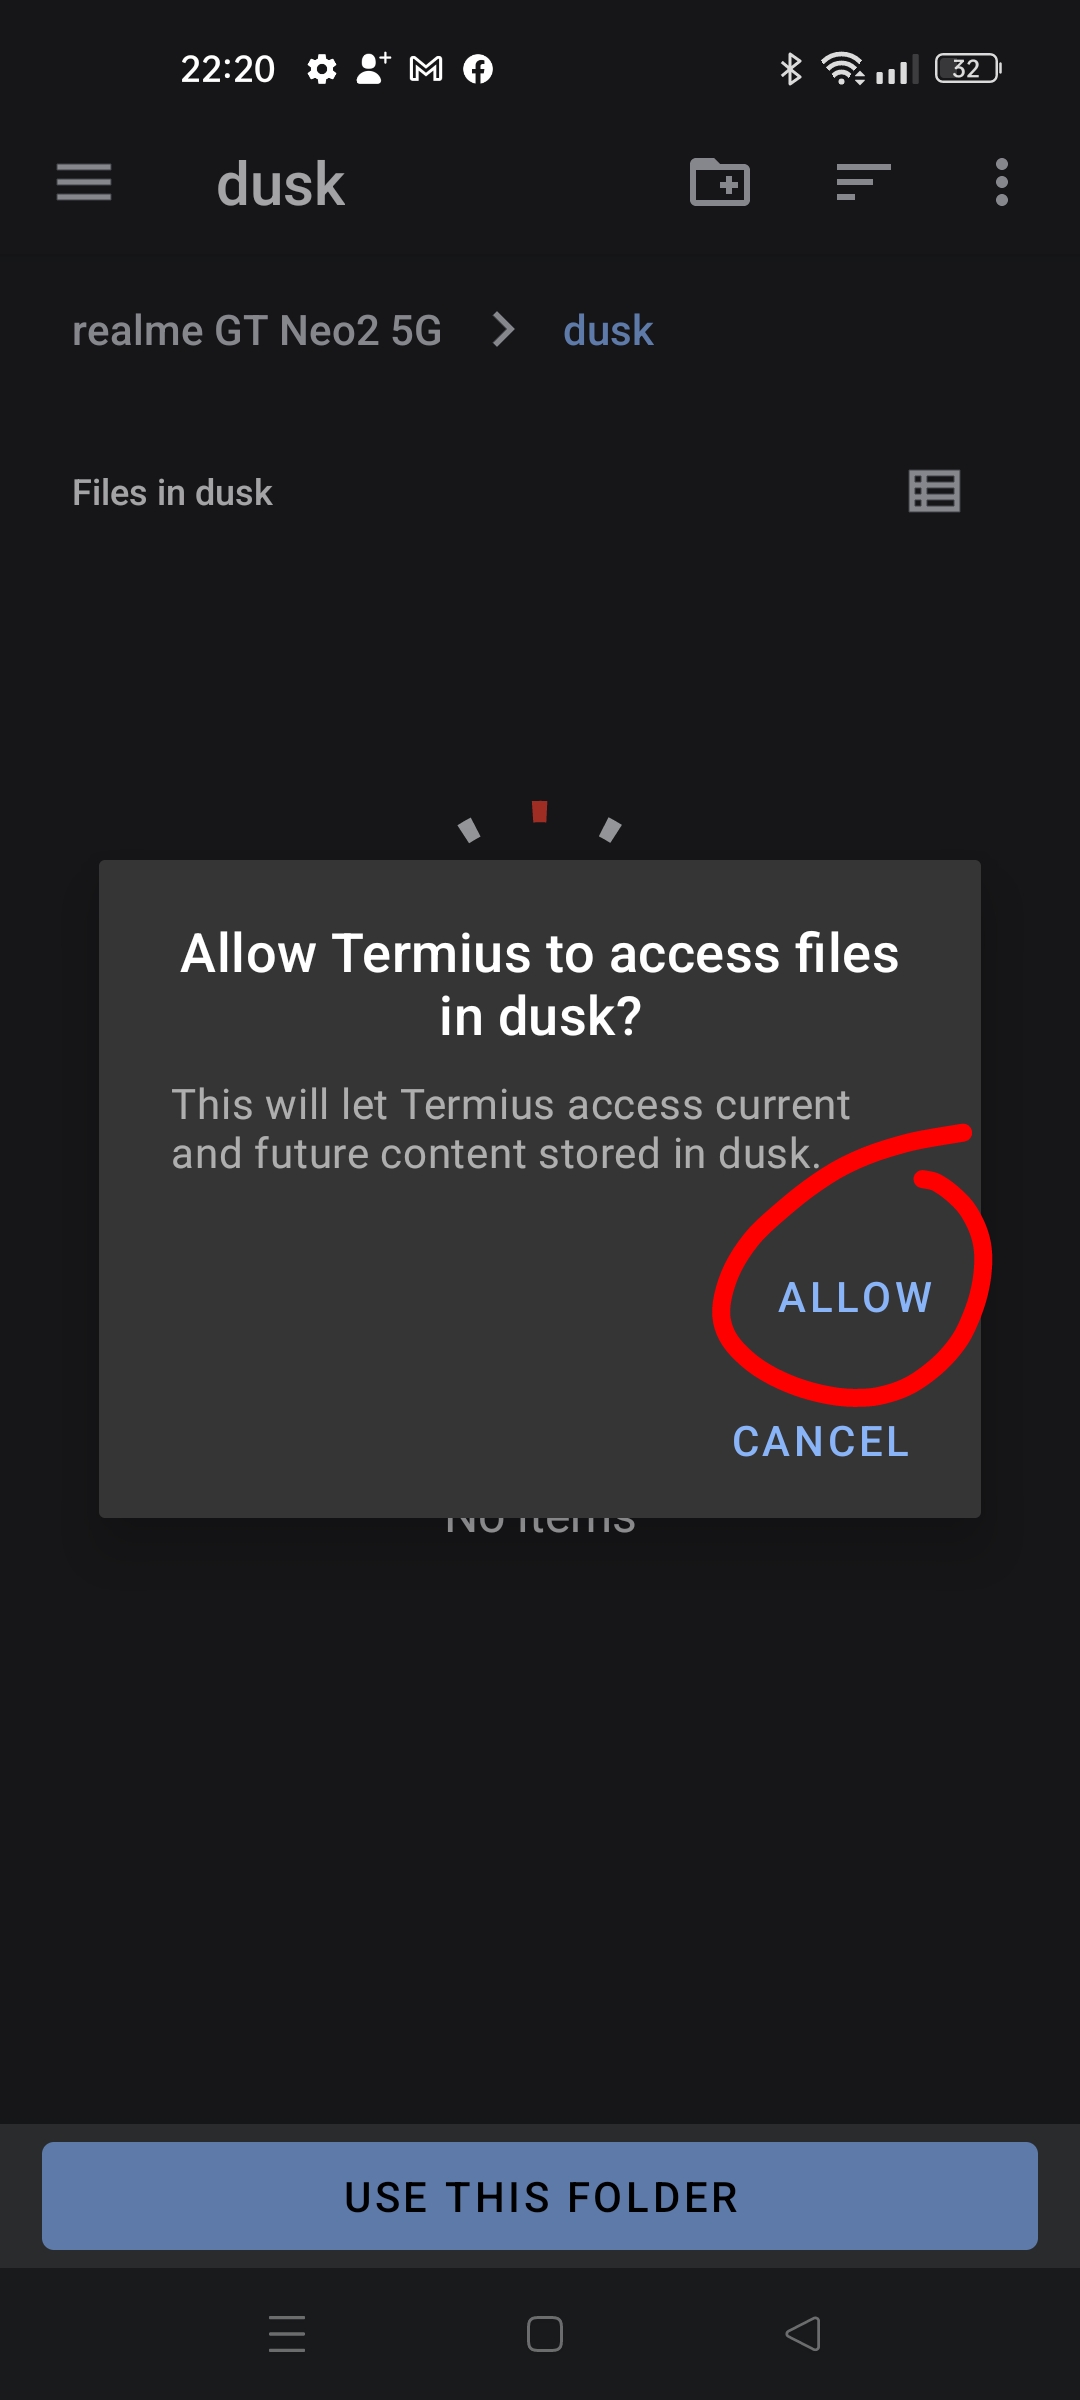 22:20
32
dusk
realme GT Neo2 5G > dusk
Files in dusk
Allow Termius to access files
in dusk?
This will let Termius access current
and future content stored in dusk.
ALLOW
CANCEL
No items
USE THIS FOLDER